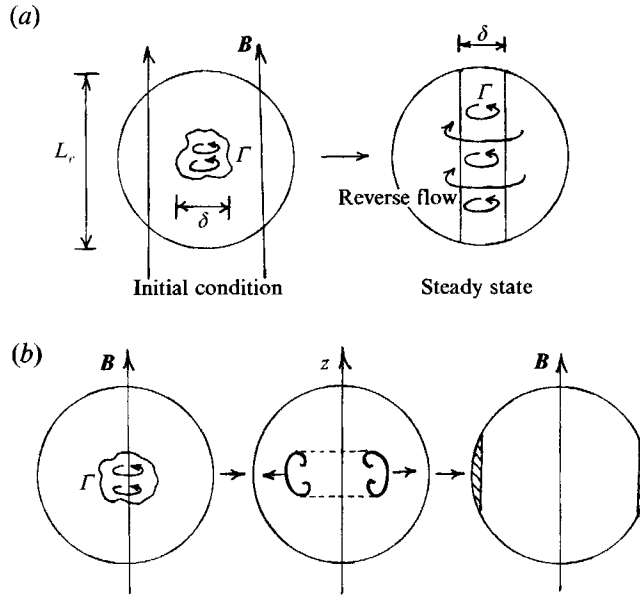 (a)
B
δ
Γ
L_r
Γ
δ
Reverse flow
Initial condition
Steady state
(b)
B
z
B
Γ